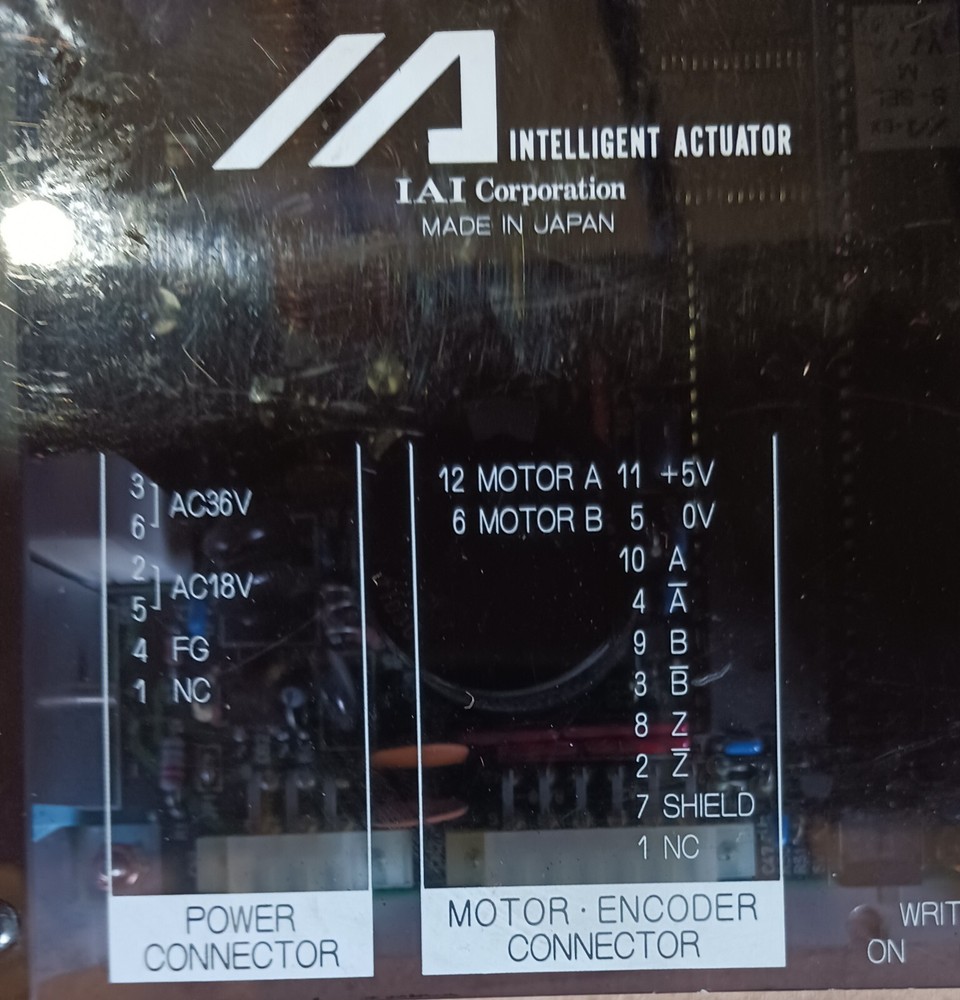 IA INTELLIGENT ACTUATOR
IAI Corporation
MADE IN JAPAN
3
6
AC36V
2
5
AC18V
4 FG
1 NC
POWER
CONNECTOR
12 MOTOR A 11 +5V
6 MOTOR B 5 0V
10 A
4 A̅
9 B
3 B̅
8 Z
2 Z̅
7 SHIELD
1 NC
MOTOR · ENCODER
CONNECTOR
WRIT
ON